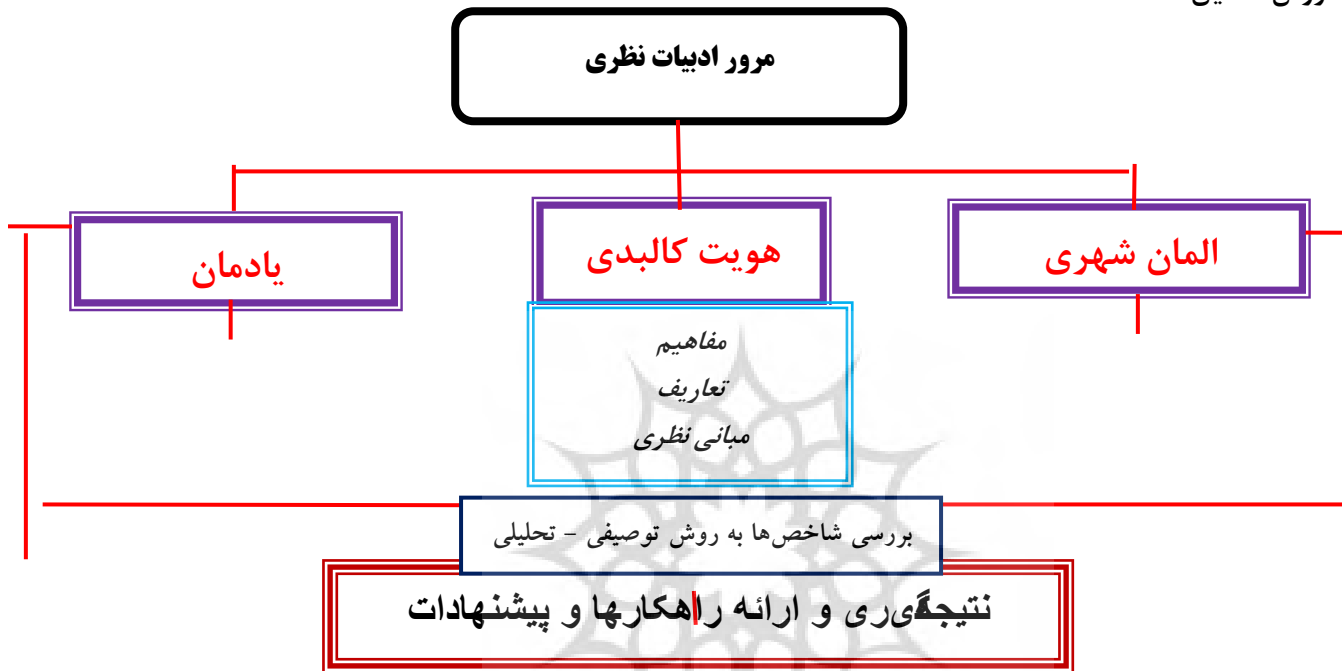 مرور ادبیات نظری
المان شهری
هویت کالبدی
یادمان
مفاهیم
تعاریف
مبانی نظری
بررسی شاخص‌ها به روش توصیفی - تحلیلی
نتیجه‌گیری و ارائه راهکارها و پیشنهادات